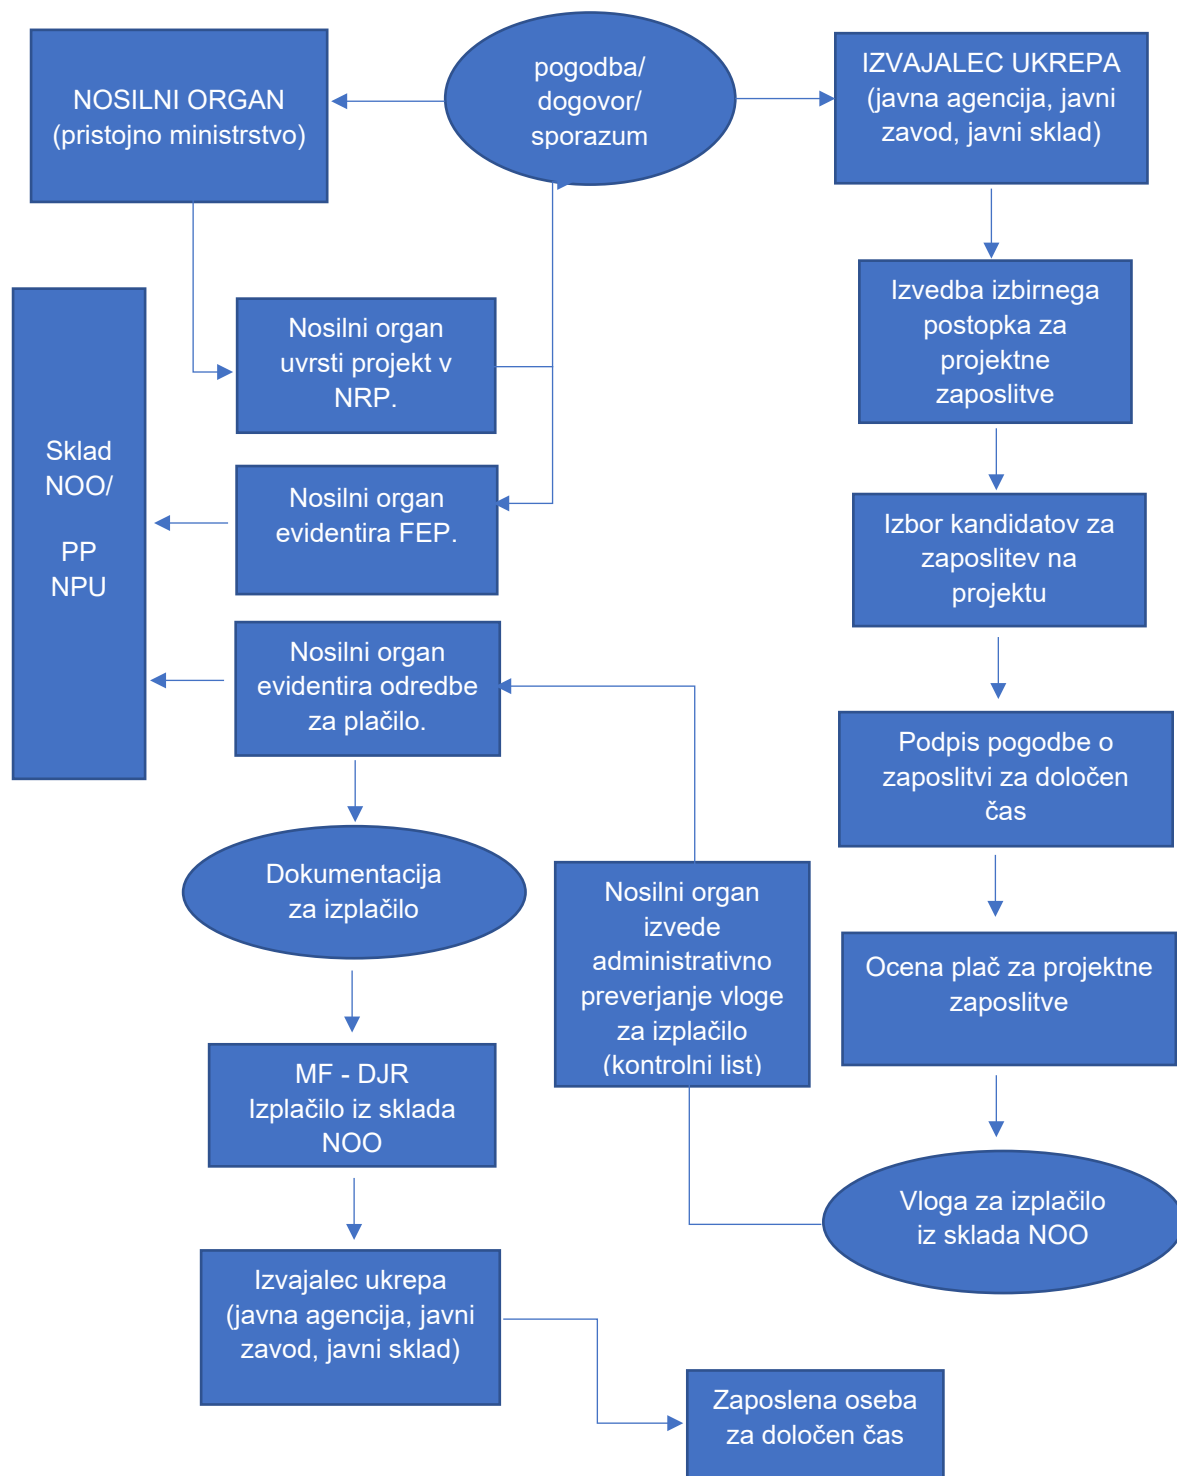 pogodba/
dogovor/
sporazum
NOSILNI ORGAN
(pristojno ministrstvo)
IZVAJALEC UKREPA
(javna agencija, javni
zavod, javni sklad)
Nosilni organ
uvrsti projekt v
NRP.
Izvedba izbirnega
postopka za
projektne
zaposlitve
Sklad
NOO/
PP
NPU
Nosilni organ
evidentira FEP.
Izbor kandidatov za
zaposlitev na
projektu
Nosilni organ
evidentira odredbe
za plačilo.
Podpis pogodbe o
zaposlitvi za določen
čas
Dokumentacija
za izplačilo
Nosilni organ
izvede
administrativno
preverjanje vloge
za izplačilo
(kontrolni list)
Ocena plač za projektne
zaposlitve
MF - DJR
Izplačilo iz sklada
NOO
Vloga za izplačilo
iz sklada NOO
Izvajalec ukrepa
(javna agencija, javni
zavod, javni sklad)
Zaposlena oseba
za določen čas